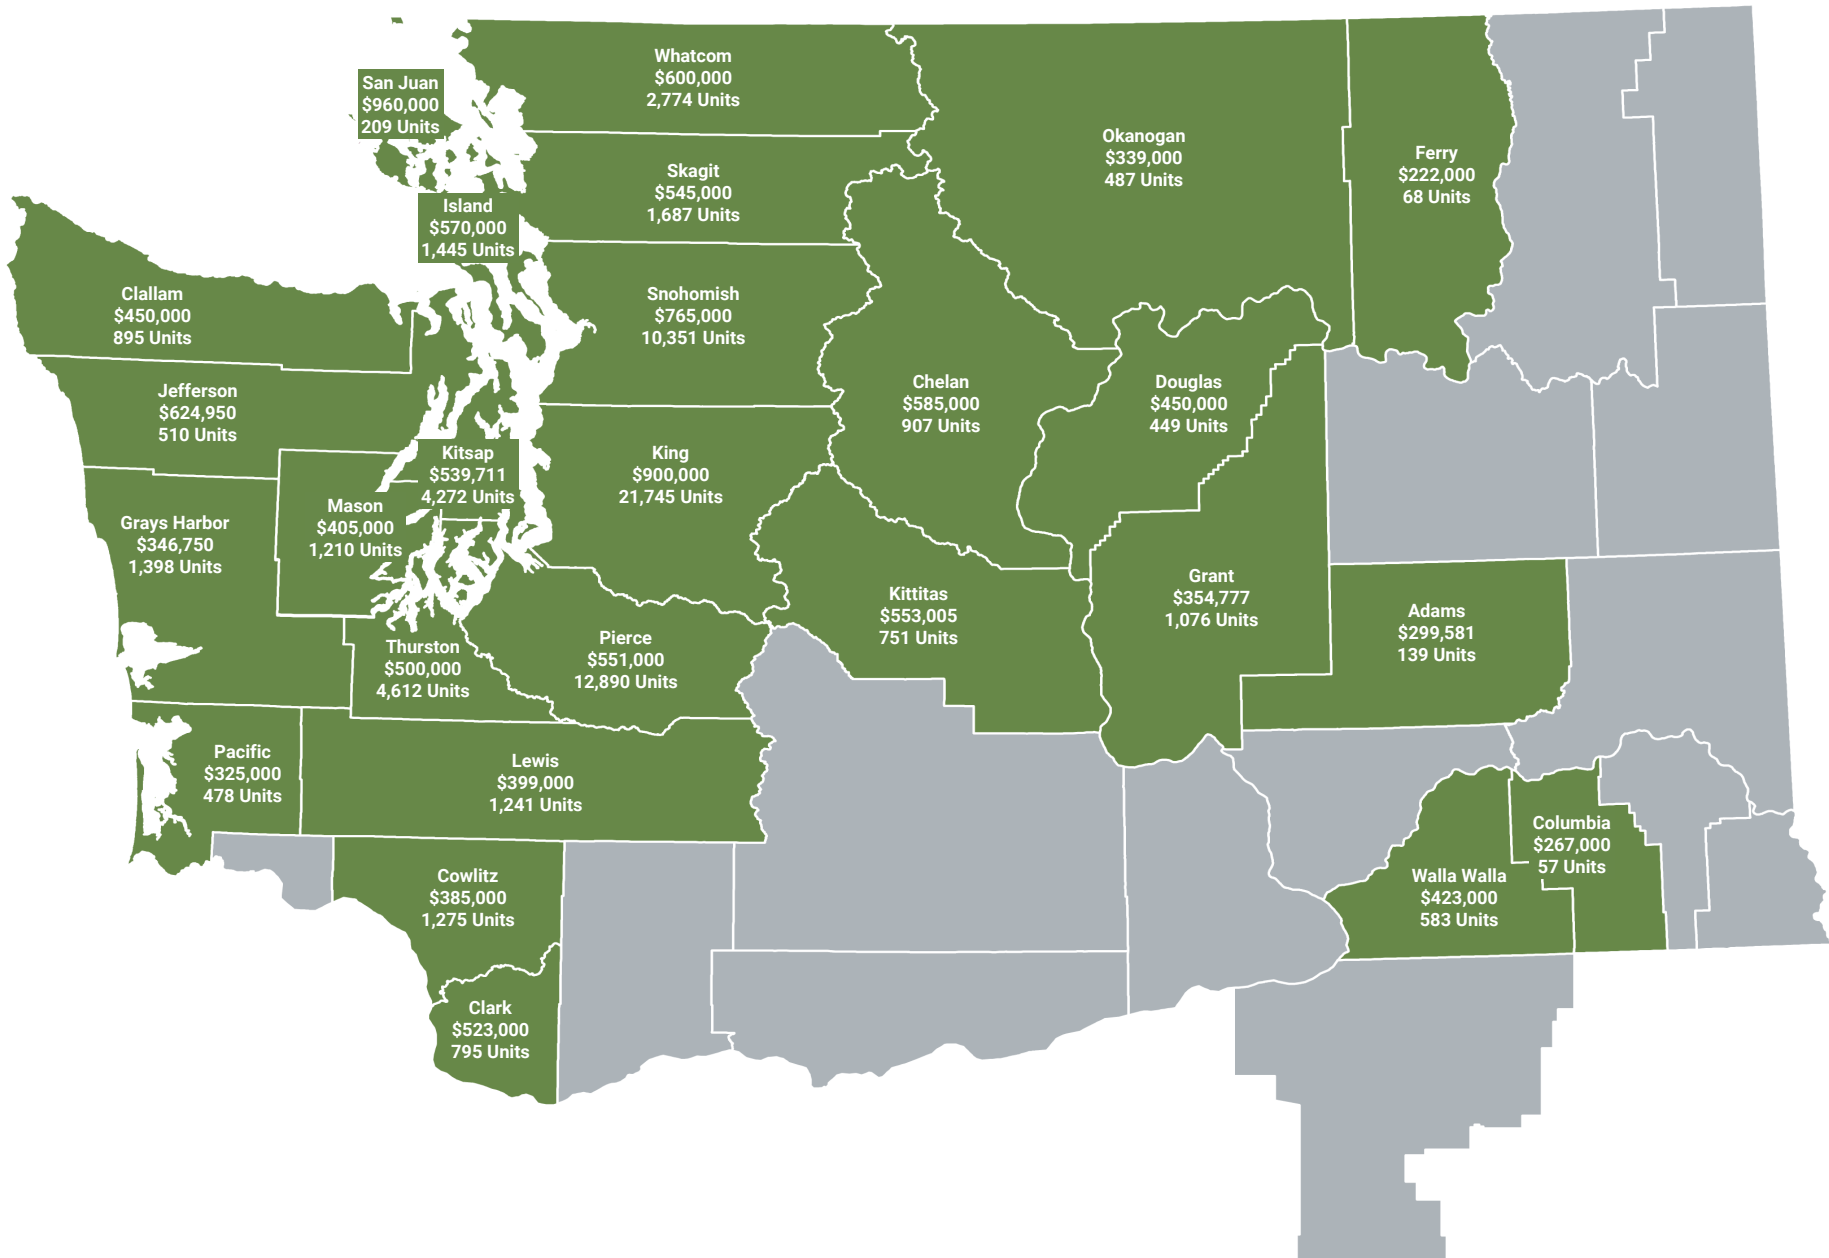 Whatcom
$600,000
2,774 Units
San Juan
$960,000
209 Units
Okanogan
$339,000
487 Units
Ferry
$222,000
68 Units
Skagit
$545,000
1,687 Units
Island
$570,000
1,445 Units
Clallam
$450,000
895 Units
Snohomish
$765,000
10,351 Units
Jefferson
$624,950
510 Units
Chelan
$585,000
907 Units
Douglas
$450,000
449 Units
Kitsap
$539,711
4,272 Units
King
$900,000
21,745 Units
Mason
$405,000
1,210 Units
Grays Harbor
$346,750
1,398 Units
Grant
$354,777
1,076 Units
Kittitas
$553,005
751 Units
Adams
$299,581
139 Units
Pierce
$551,000
12,890 Units
Thurston
$500,000
4,612 Units
Pacific
$325,000
478 Units
Lewis
$399,000
1,241 Units
Columbia
$267,000
57 Units
Walla Walla
$423,000
583 Units
Cowlitz
$385,000
1,275 Units
Clark
$523,000
795 Units